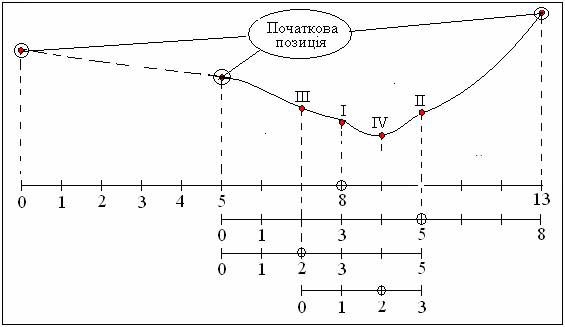 Початкова
позиція
III
I
IV
II
0 1 2 3 4 5 8 13
0 1 3 5 8
0 1 2 3 5
0 1 2 3